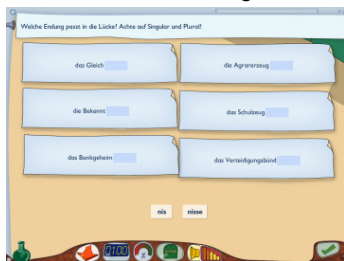 Welche Endung passt in die Lücke? Achte auf Singular und Plural!
das Gleich
die Agrarerzeug
die Bekannt
das Schulzeug
das Bankgeheim
das Verteidigungsbünd
nis
nisse